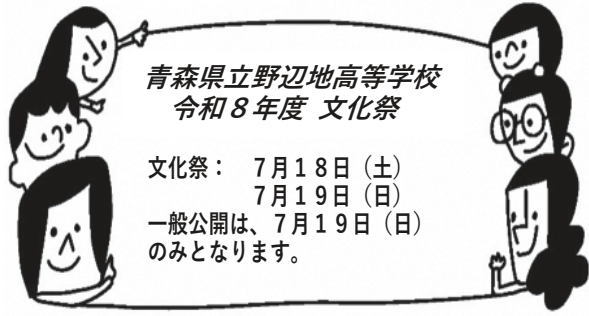 青森県立野辺地高等学校
令和８年度 文化祭
文化祭： ７月１８日（土）
７月１９日（日）
一般公開は、７月１９日（日）
のみとなります。